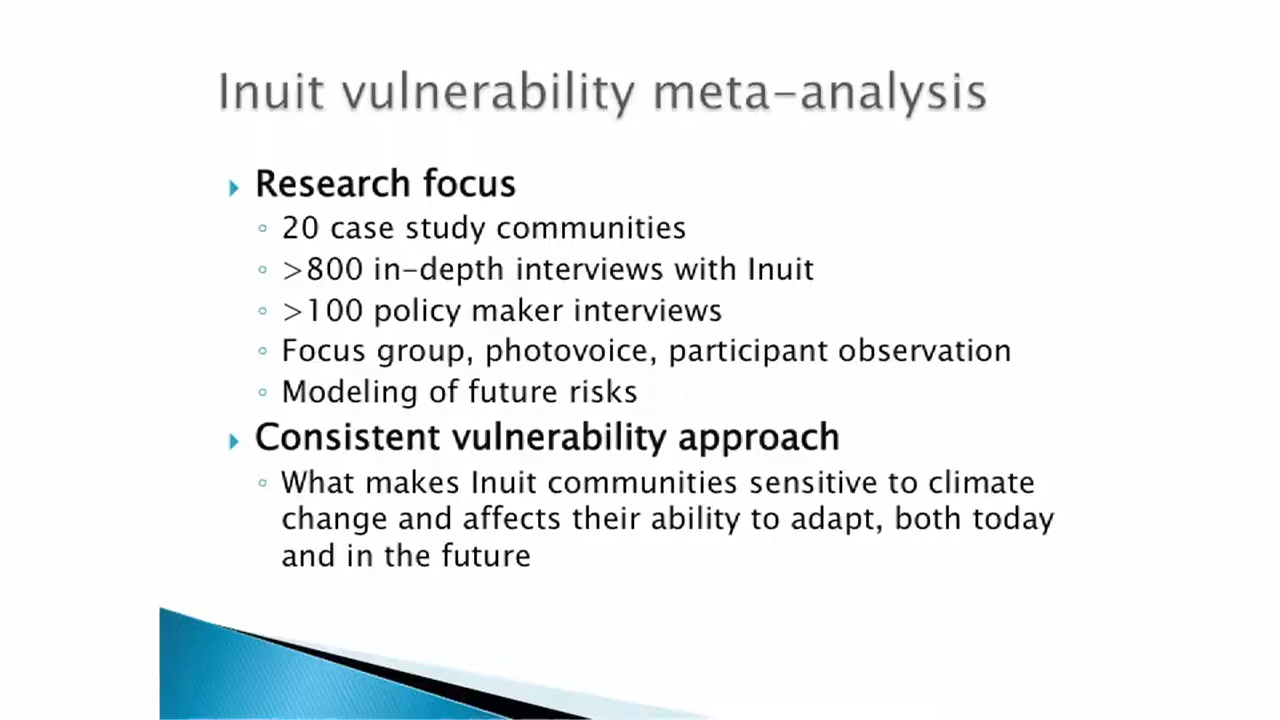 Inuit vulnerability meta-analysis
Research focus
20 case study communities
>800 in-depth interviews with Inuit
>100 policy maker interviews
Focus group, photovoice, participant observation
Modeling of future risks
Consistent vulnerability approach
What makes Inuit communities sensitive to climate
change and affects their ability to adapt, both today
and in the future